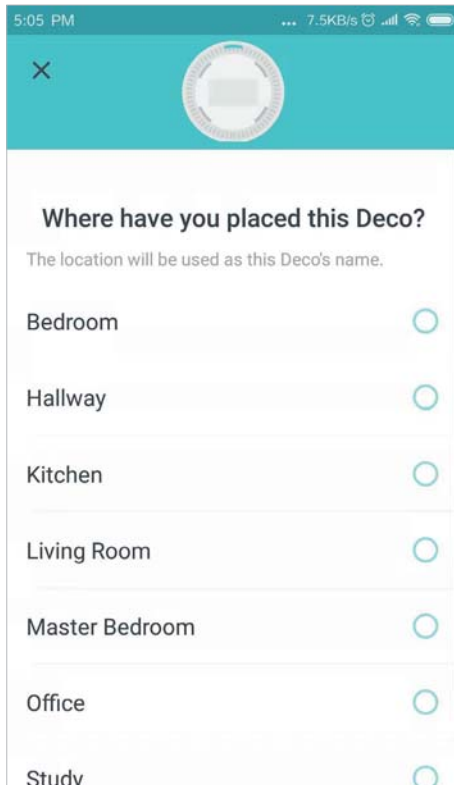 5:05 PM ... 7.5KB/s
Where have you placed this Deco?
The location will be used as this Deco's name.
Bedroom
Hallway
Kitchen
Living Room
Master Bedroom
Office
Study